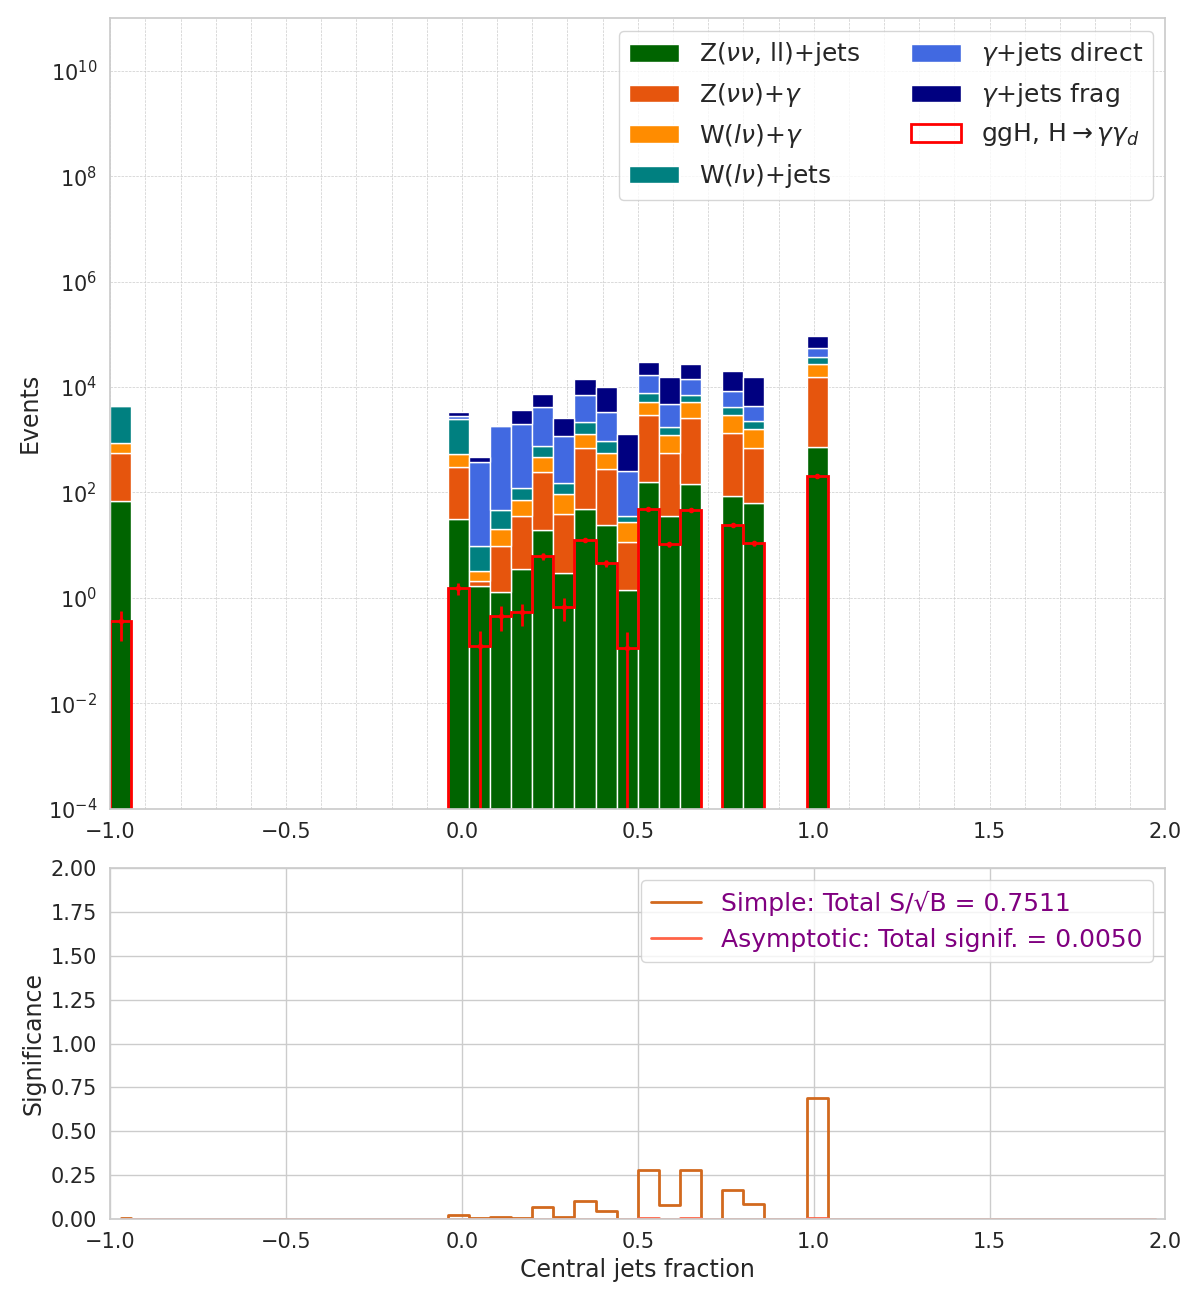 Z(νν, ll)+jets
Z(νν)+γ
W(lν)+γ
W(lν)+jets
γ+jets direct
γ+jets frag
ggH, H→γγ_d
Events
10^10
10^8
10^6
10^4
10^2
10^0
10^−2
10^−4
−1.0 −0.5 0.0 0.5 1.0 1.5 2.0
Simple: Total S/√B = 0.7511
Asymptotic: Total signif. = 0.0050
Significance
2.00
1.75
1.50
1.25
1.00
0.75
0.50
0.25
0.00
−1.0 −0.5 0.0 0.5 1.0 1.5 2.0
Central jets fraction